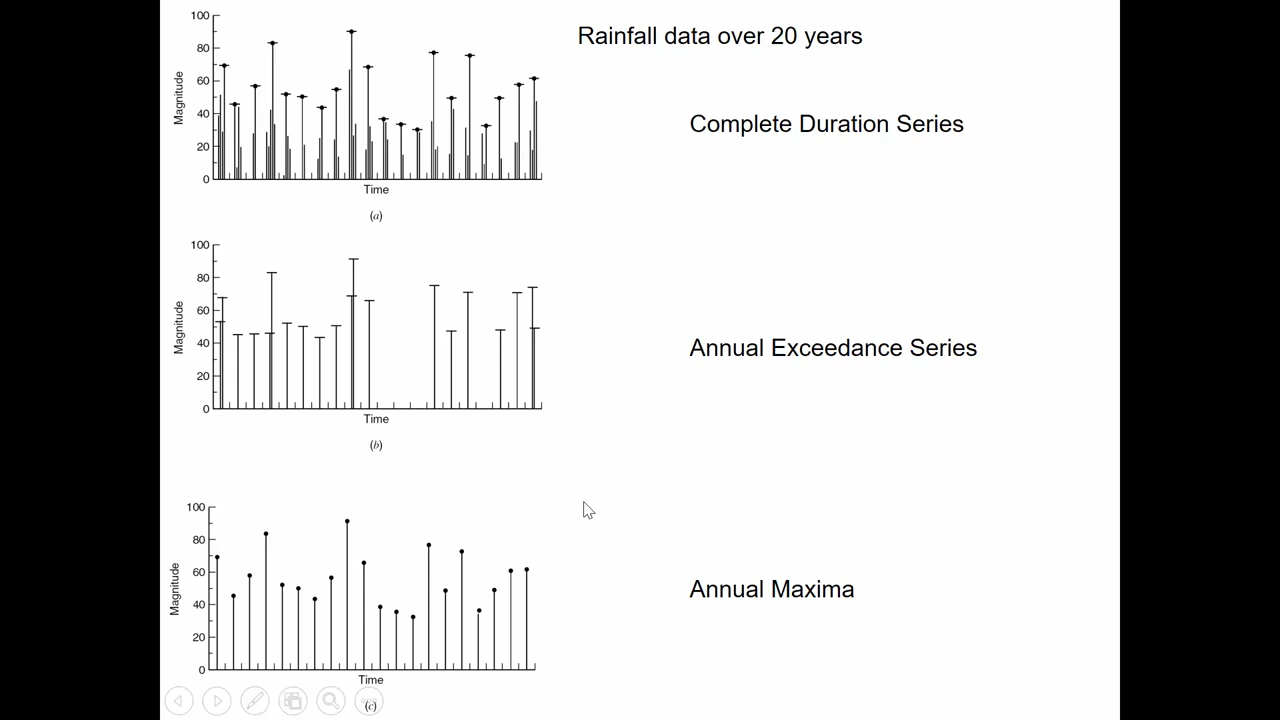 Rainfall data over 20 years
100
80
60
40
20
0
Magnitude
Time
(a)
Complete Duration Series
100
80
60
40
20
0
Magnitude
Time
(b)
Annual Exceedance Series
100
80
60
40
20
0
Magnitude
Time
(c)
Annual Maxima